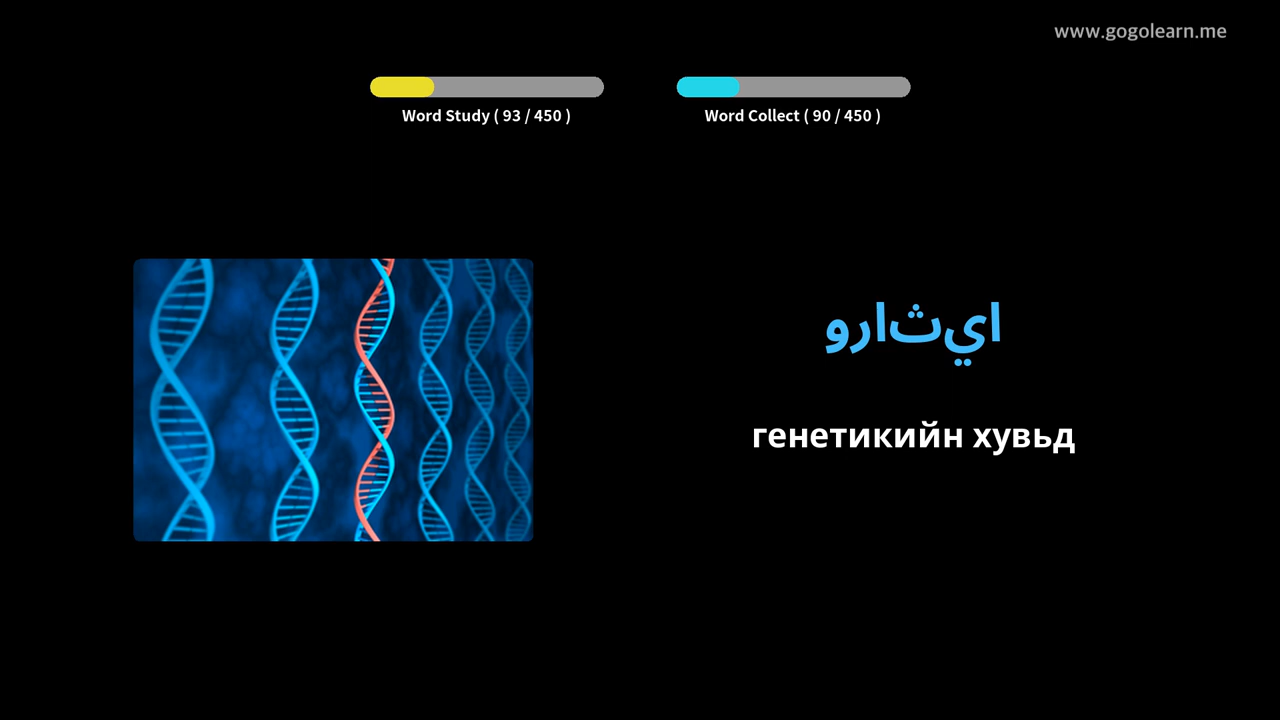 www.gogolearn.me
Word Study ( 93 / 450 )
Word Collect ( 90 / 450 )
ايثارو
генетикийн хувьд